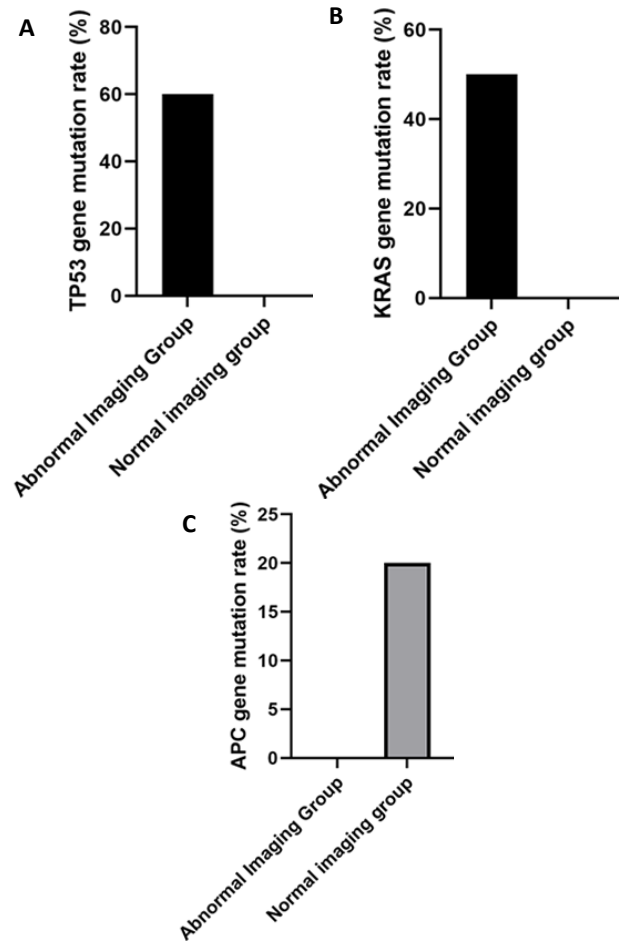 A
TP53 gene mutation rate (%)
80
60
40
20
0
Abnormal Imaging Group
Normal imaging group
B
KRAS gene mutation rate (%)
60
40
20
0
Abnormal Imaging Group
Normal imaging group
C
APC gene mutation rate (%)
25
20
15
10
5
0
Abnormal Imaging Group
Normal imaging group